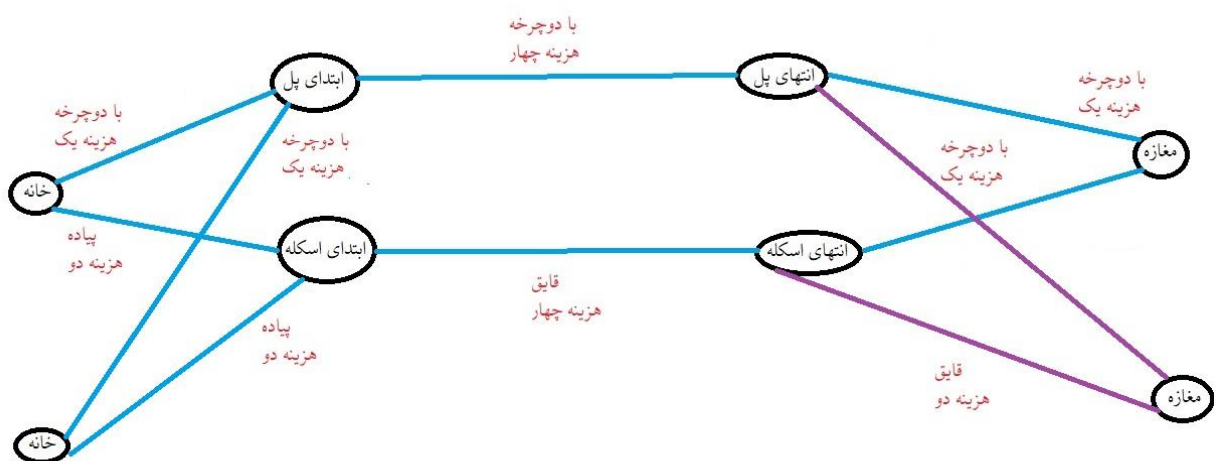 با دوچرخه
هزینه چهار
ابتدای پل
انتهای پل
با دوچرخه
هزینه یک
با دوچرخه
هزینه یک
با دوچرخه
هزینه یک
با دوچرخه
هزینه یک
مغازه
خانه
پیاده
هزینه دو
ابتدای اسکله
انتهای اسکله
قایق
هزینه چهار
پیاده
هزینه دو
قایق
هزینه دو
مغازه
خانه